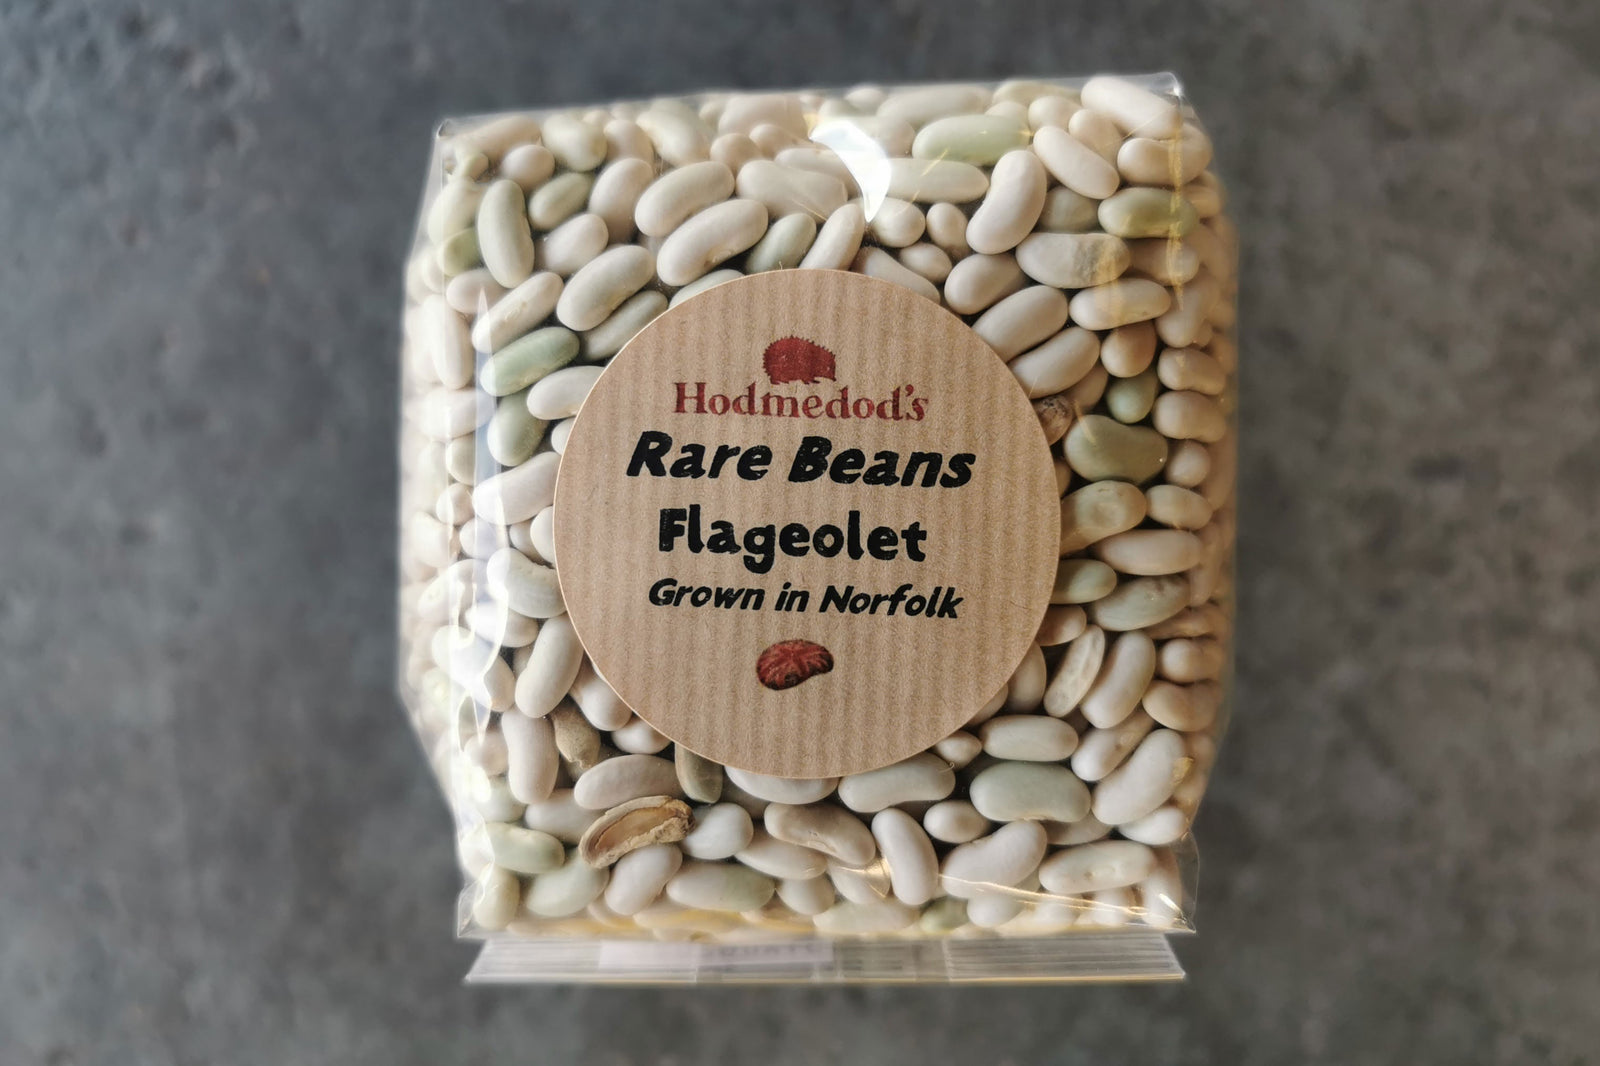 Hodmedod's
Rare Beans
Flageolet
Grown in Norfolk